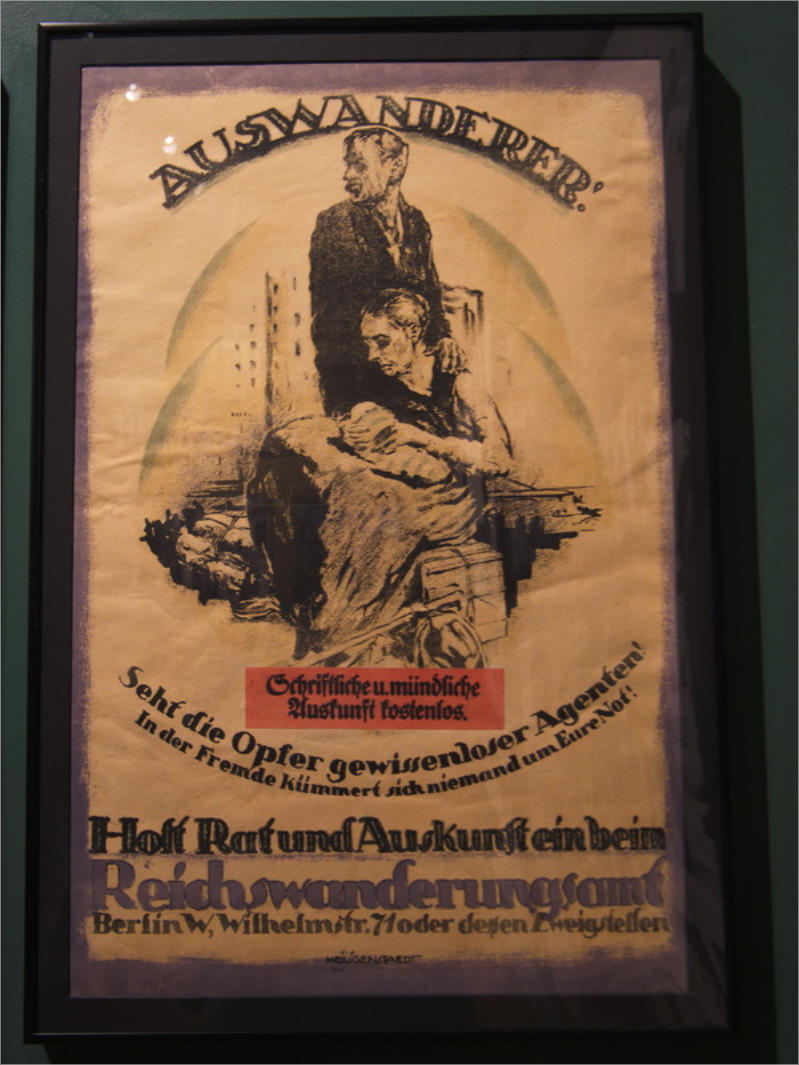 AUSWANDERER!
Schriftliche u. mündliche
Auskunft kostenlos.
Seht die Opfer gewissenloser Agenten!
In der Fremde kümmert sich niemand um Eure Not!
Holt Rat und Auskunft ein beim
Reichswanderungsamt
Berlin W, Wilhelmstr. 71 oder deßen Zweigstellen
HEILIGENSTAEDT